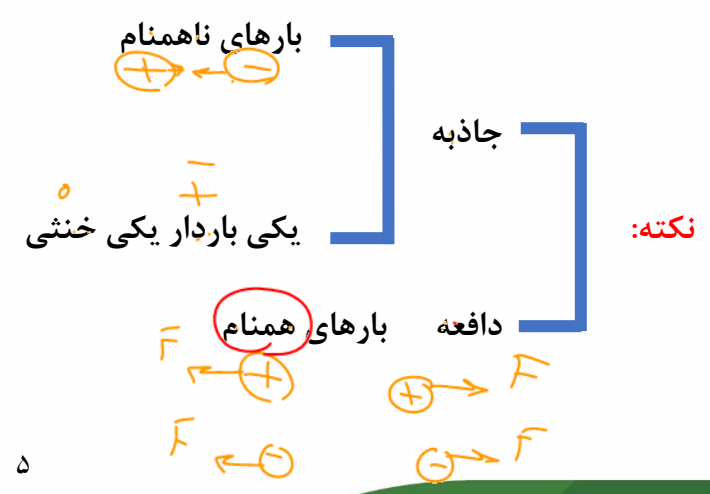 بارهای ناهمنام
+ −
جاذبه
− +
o
یکی باردار یکی خنثی
نکته:
دافعه بارهای همنام
F + + F
F − − F
۵